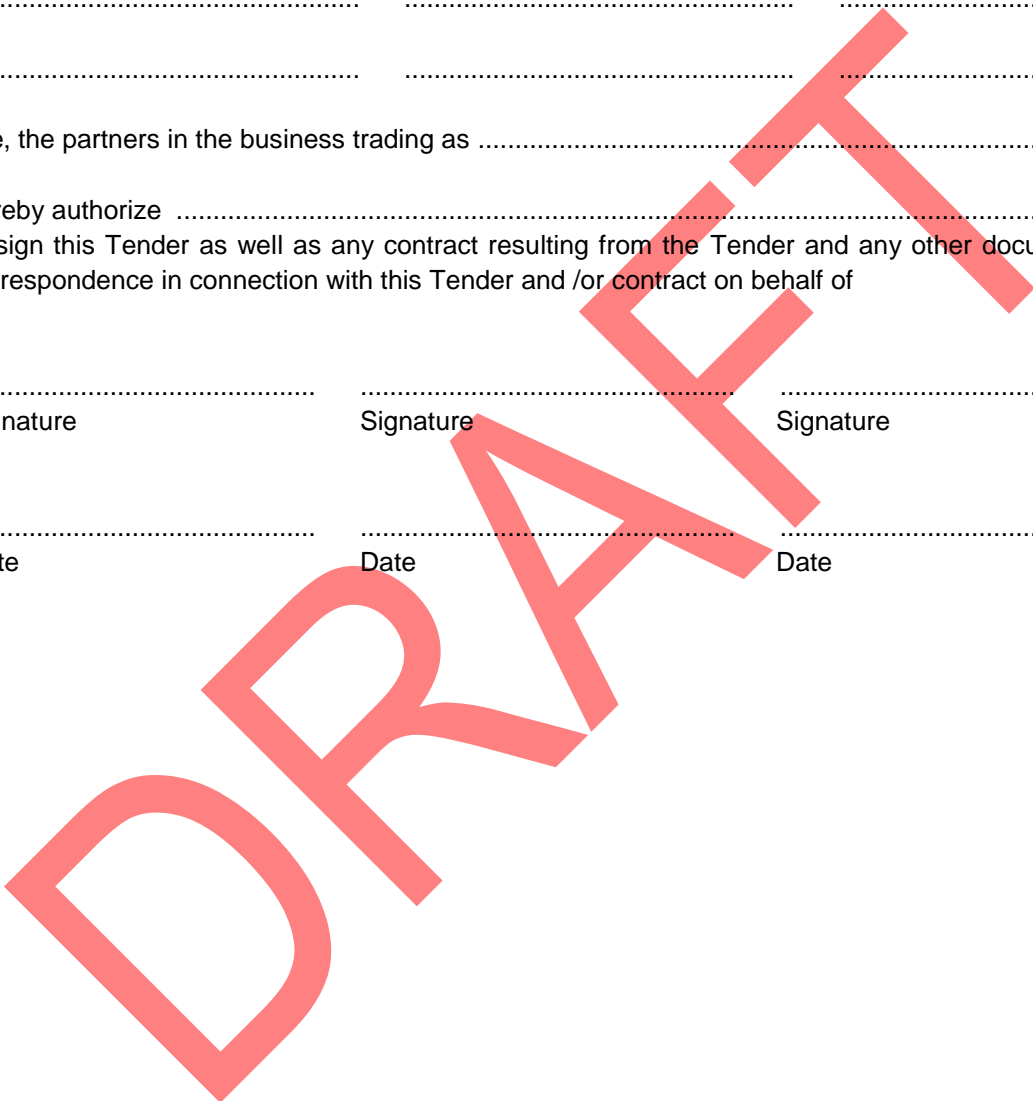 ................................................ .................................................... ..........................
................................................ .................................................... ..........................
e, the partners in the business trading as ...........................................................................
reby authorize ...................................................................................................................
sign this Tender as well as any contract resulting from the Tender and any other docu
respondence in connection with this Tender and /or contract on behalf of
.......................................... .................................................. ..................................
nature Signature Signature
.......................................... .................................................. ..................................
te Date Date
DRAFT